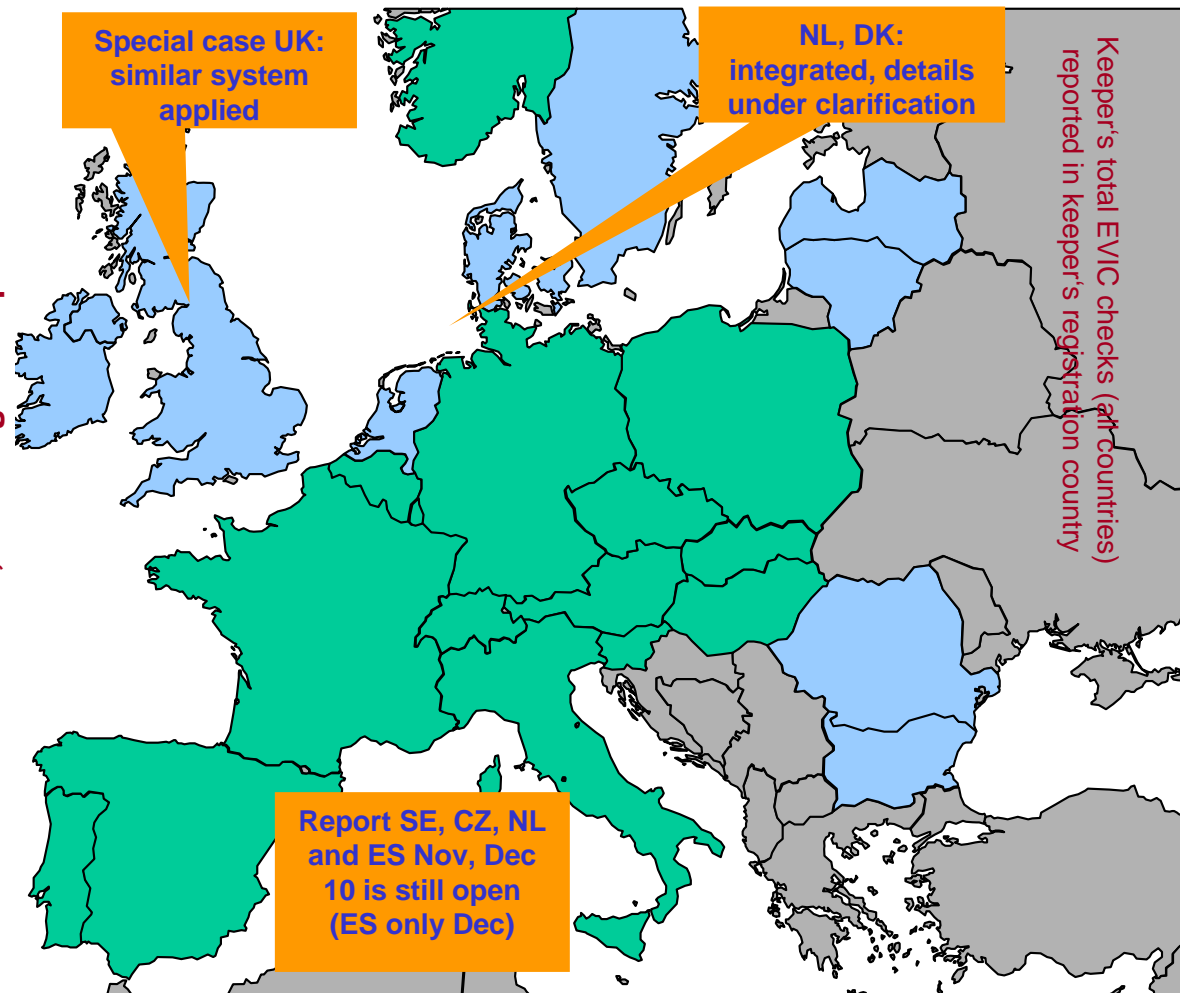 Special case UK:
similar system
applied
NL, DK:
integrated, details
under clarification
Keeper's total EVIC checks (all countries)
reported in keeper's registration country
Report SE, CZ, NL
and ES Nov, Dec
10 is still open
(ES only Dec)